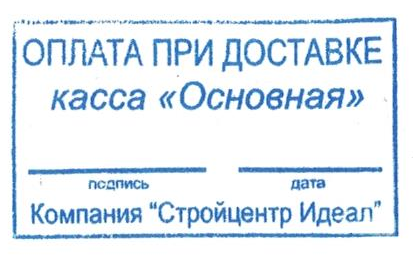 ОПЛАТА ПРИ ДОСТАВКЕ
касса «Основная»
подпись дата
Компания "Стройцентр Идеал"